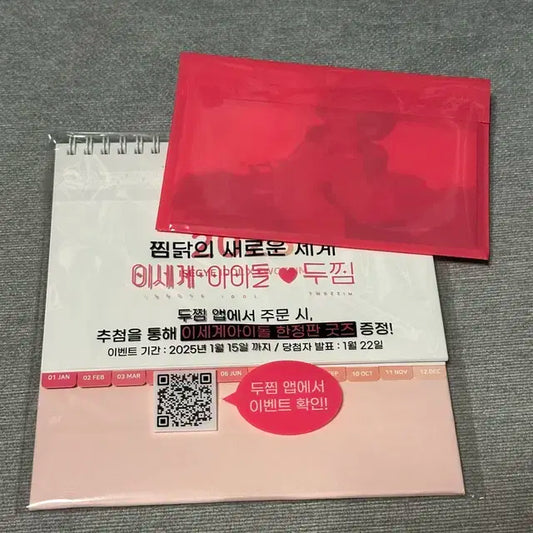 찜닭의 새로운 세계
이세계아이돌 ♥ 두찜
두찜 앱에서 주문 시,
추첨을 통해 이세계아이돌 한정판 굿즈 증정!
이벤트 기간 : 2025년 1월 15일 까지 / 당첨자 발표 : 1월 22일
01 JAN 02 FEB 03 MAR 06 JUN 10 OCT 11 NOV 12 DEC
두찜 앱에서
이벤트 확인!